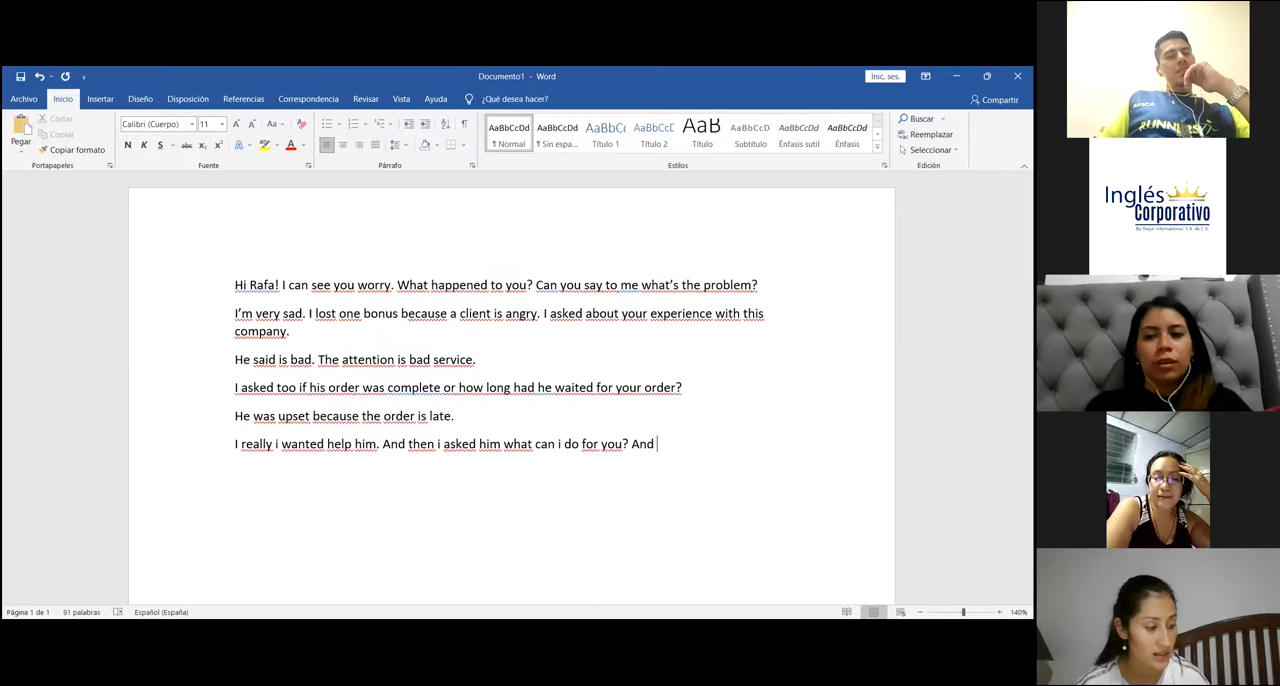 Documento1 - Word
Inic. ses.
Archivo Inicio Insertar Diseño Disposición Referencias Correspondencia Revisar Vista Ayuda ¿Qué desea hacer? Compartir
Pegar
Cortar
Copiar
Copiar formato
Portapapeles
Calibri (Cuerpo) 11
Fuente
Párrafo
AaBbCcDd AaBbCcDd AaBbCc AaBbCcC AaB AaBbCcD AaBbCcDd AaBbCcDd
¶ Normal ¶ Sin espa... Título 1 Título 2 Título Subtítulo Énfasis sutil Énfasis
Estilos
Buscar
Reemplazar
Seleccionar
Edición
Hi Rafa! I can see you worry. What happened to you? Can you say to me what's the problem?
I'm very sad. I lost one bonus because a client is angry. I asked about your experience with this
company.
He said is bad. The attention is bad service.
I asked too if his order was complete or how long had he waited for your order?
He was upset because the order is late.
I really i wanted help him. And then i asked him what can i do for you? And
Página 1 de 1 91 palabras Español (España) 140%
Inglés
Corporativo
By Regal International, S.A. de C.V.
RUNNERS